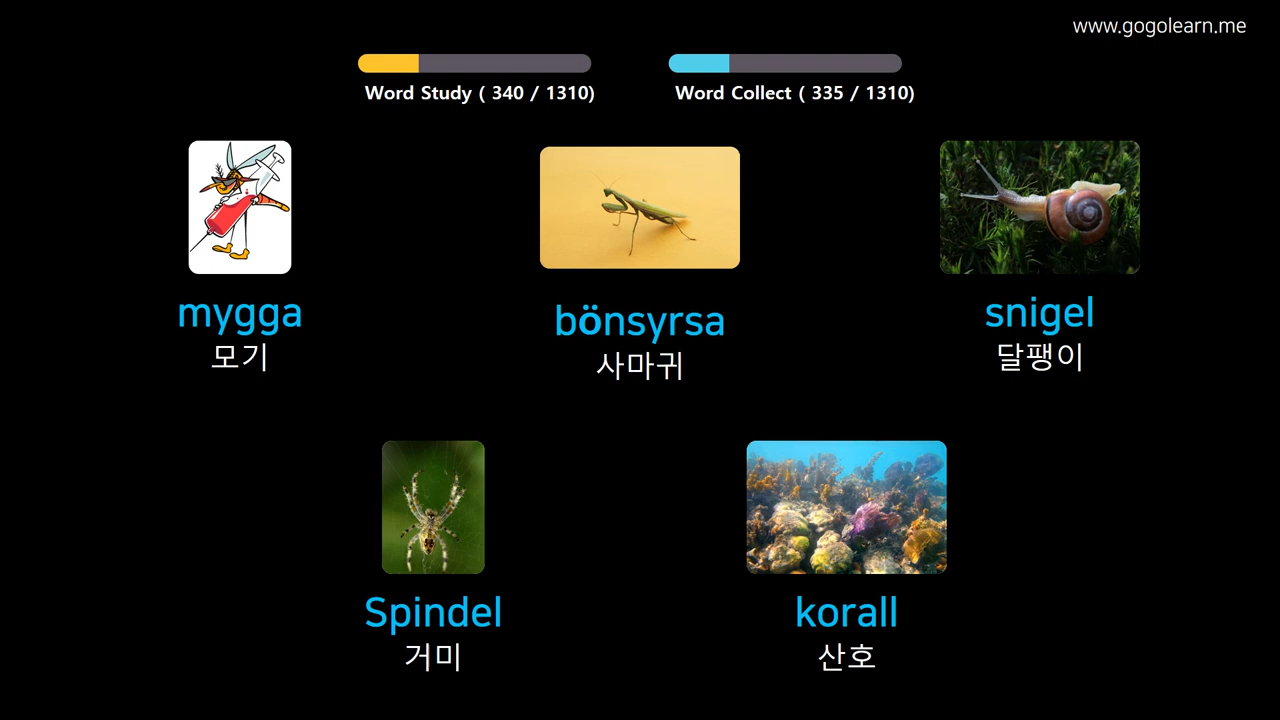 www.gogolearn.me
Word Study ( 340 / 1310)
Word Collect ( 335 / 1310)
mygga
모기
bönsyrsa
사마귀
snigel
달팽이
Spindel
거미
korall
산호